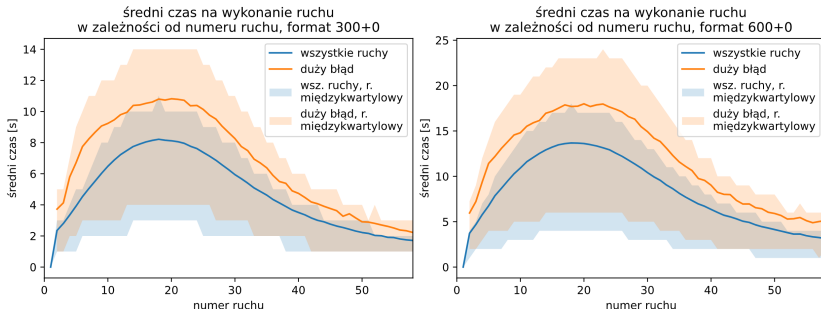 średni czas na wykonanie ruchu
w zależności od numeru ruchu, format 300+0
wszystkie ruchy
duży błąd
wsz. ruchy, r.
międzykwartylowy
duży błąd, r.
międzykwartylowy
średni czas [s]
14
12
10
8
6
4
2
0
0
10
20
30
40
50
numer ruchu
średni czas na wykonanie ruchu
w zależności od numeru ruchu, format 600+0
wszystkie ruchy
duży błąd
wsz. ruchy, r.
międzykwartylowy
duży błąd, r.
międzykwartylowy
średni czas [s]
25
20
15
10
5
0
0
10
20
30
40
50
numer ruchu